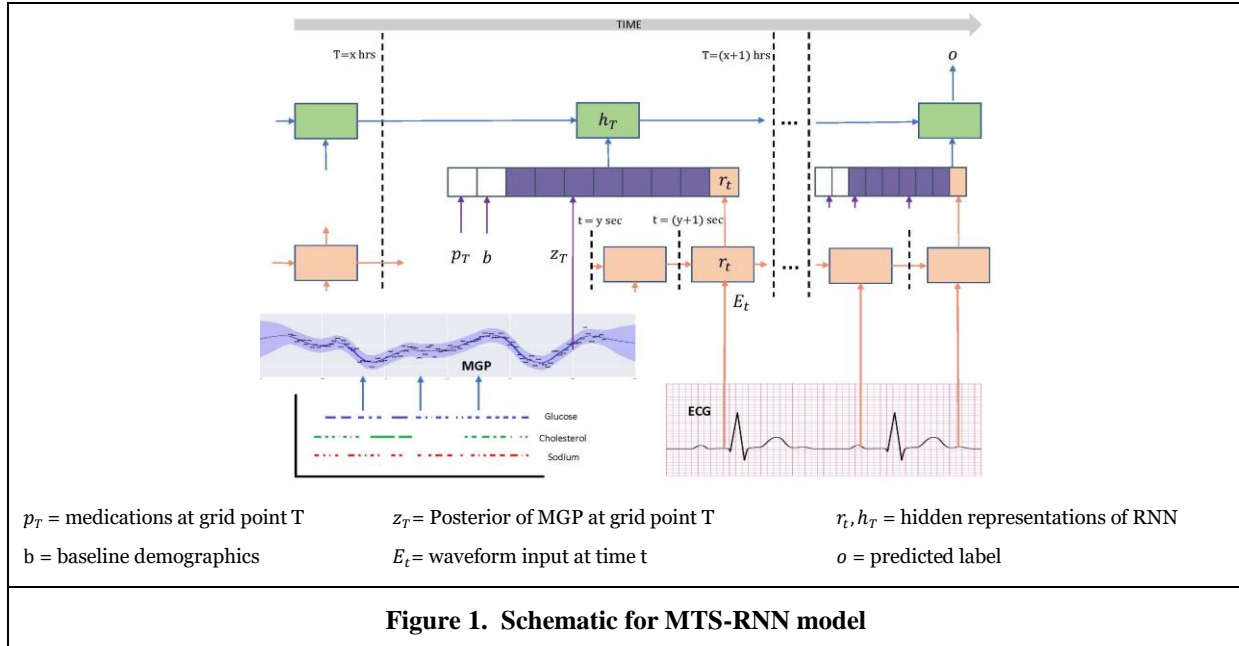 TIME
T=x hrs
T=(x+1) hrs
o
h_T
...
r_t
t = y sec
t = (y+1) sec
p_T
b
z_T
r_t
...
E_t
MGP
ECG
Glucose
Cholesterol
Sodium
p_T = medications at grid point T
z_T= Posterior of MGP at grid point T
r_t, h_T = hidden representations of RNN
b = baseline demographics
E_t= waveform input at time t
o = predicted label
Figure 1. Schematic for MTS-RNN model